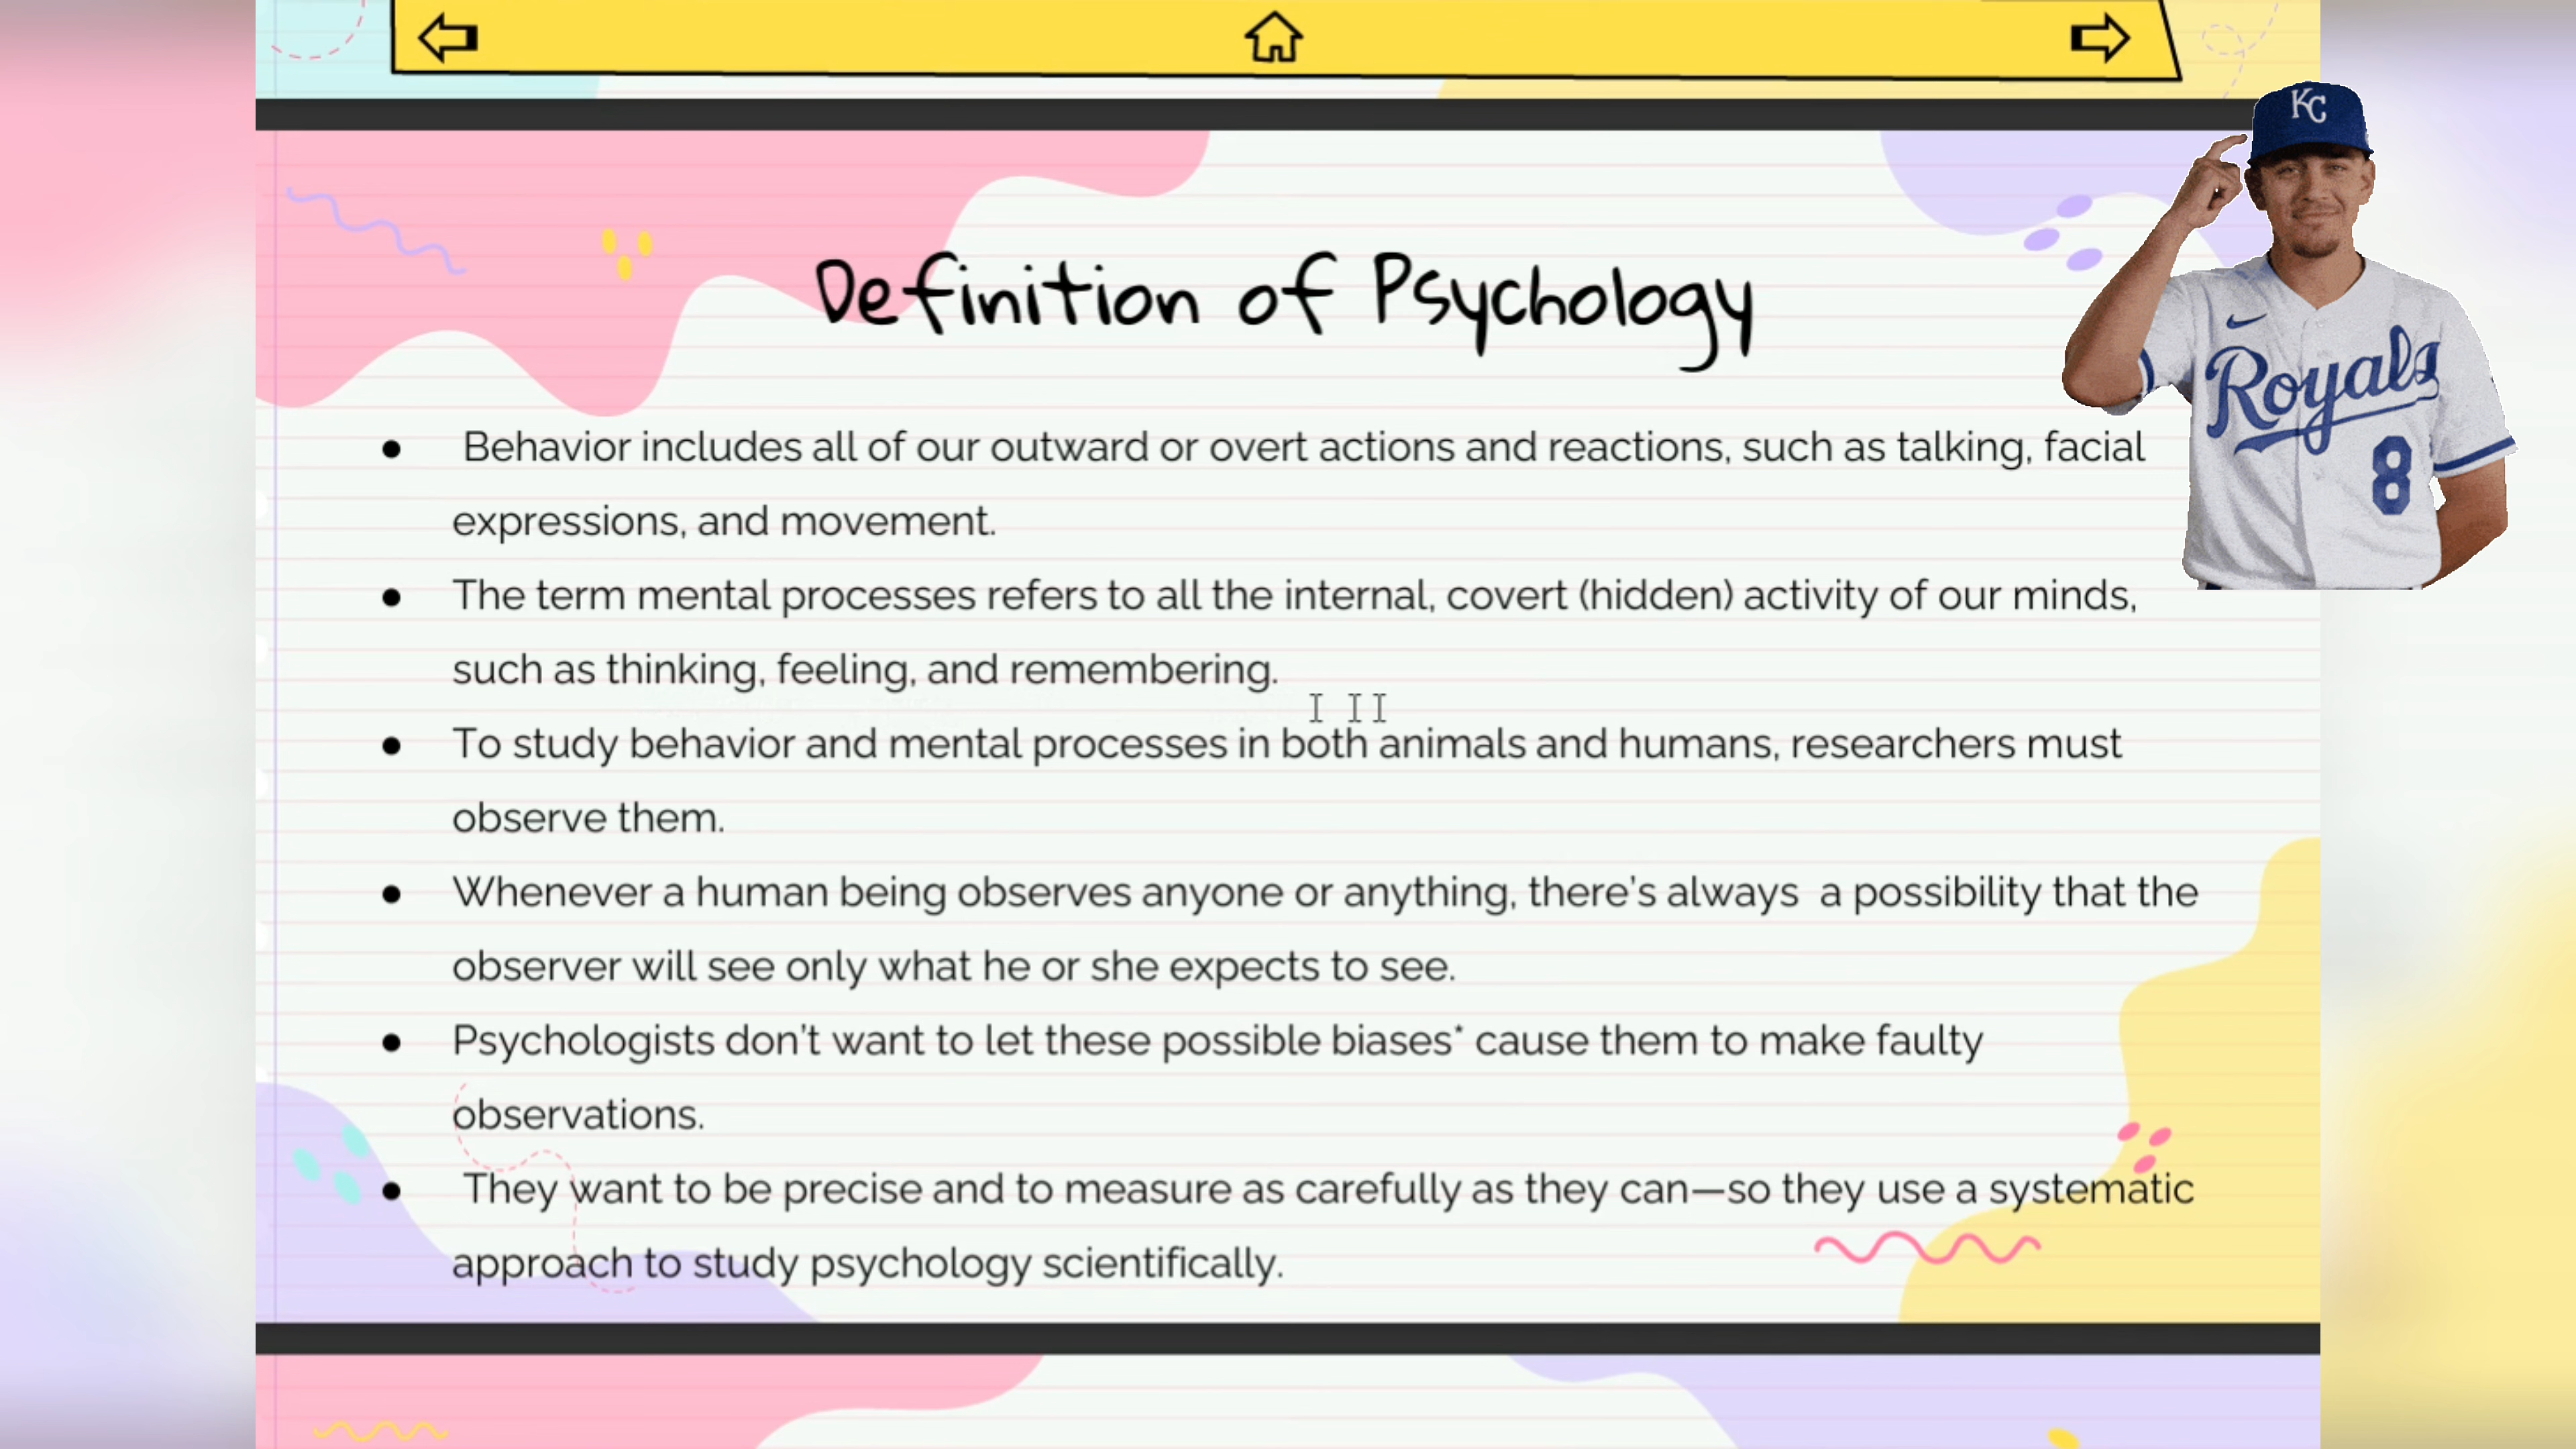 KC
Definition of Psychology
Royals
8
● Behavior includes all of our outward or overt actions and reactions, such as talking, facial
expressions, and movement.
● The term mental processes refers to all the internal, covert (hidden) activity of our minds,
such as thinking, feeling, and remembering.
● To study behavior and mental processes in both animals and humans, researchers must
observe them.
● Whenever a human being observes anyone or anything, there's always  a possibility that the
observer will see only what he or she expects to see.
● Psychologists don't want to let these possible biases* cause them to make faulty
observations.
● They want to be precise and to measure as carefully as they can—so they use a systematic
approach to study psychology scientifically.